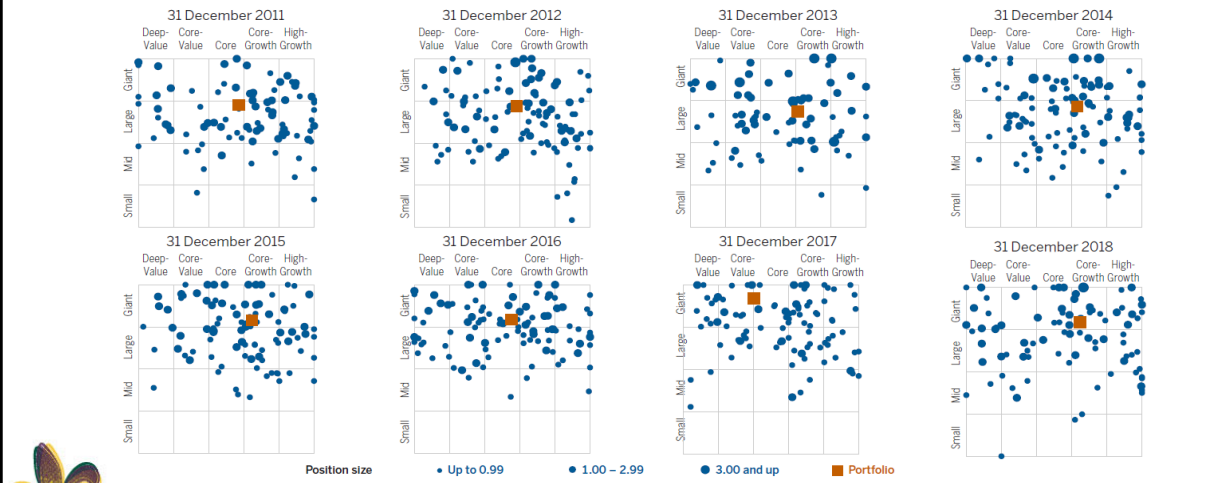 31 December 2011
31 December 2012
31 December 2013
31 December 2014
Deep- Core- Core- High-
Value Value Core Growth Growth
Deep- Core- Core- High-
Value Value Core Growth Growth
Deep- Core- Core- High-
Value Value Core Growth Growth
Deep- Core- Core- High-
Value Value Core Growth Growth
Giant
Large
Mid
Small
Giant
Large
Mid
Small
Giant
Large
Mid
Small
Giant
Large
Mid
Small
31 December 2015
31 December 2016
31 December 2017
31 December 2018
Deep- Core- Core- High-
Value Value Core Growth Growth
Deep- Core- Core- High-
Value Value Core Growth Growth
Deep- Core- Core- High-
Value Value Core Growth Growth
Deep- Core- Core- High-
Value Value Core Growth Growth
Giant
Large
Mid
Small
Giant
Large
Mid
Small
Giant
Large
Mid
Small
Giant
Large
Mid
Small
Position size Up to 0.99 1.00 – 2.99 3.00 and up Portfolio